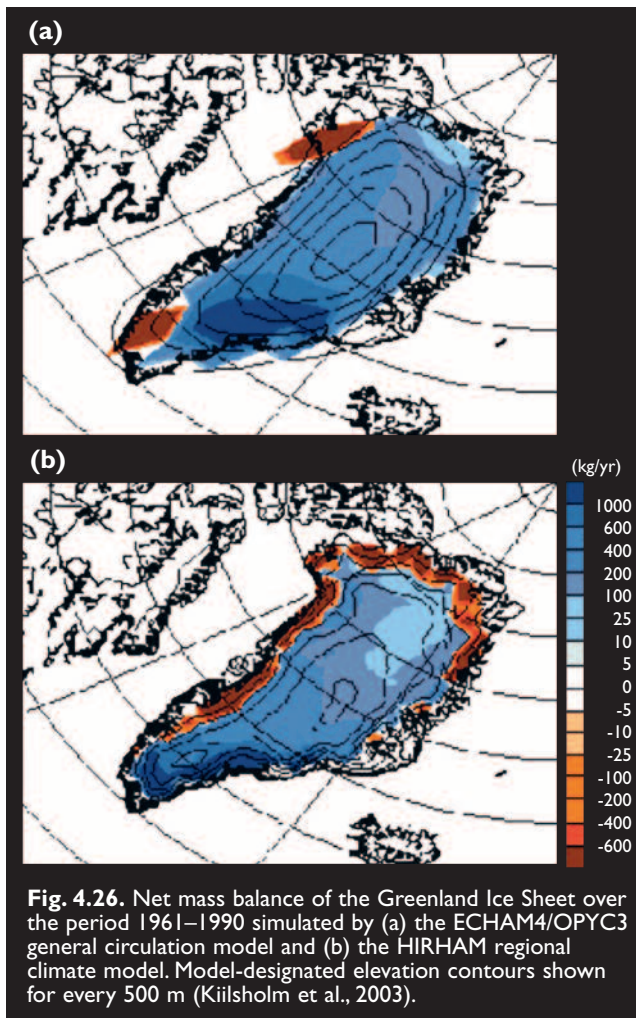 (a)
(b)
(kg/yr)
1000
600
400
200
100
25
10
5
0
-5
-10
-25
-100
-200
-400
-600
Fig. 4.26. Net mass balance of the Greenland Ice Sheet over
the period 1961–1990 simulated by (a) the ECHAM4/OPYC3
general circulation model and (b) the HIRHAM regional
climate model. Model-designated elevation contours shown
for every 500 m (Kiilsholm et al., 2003).